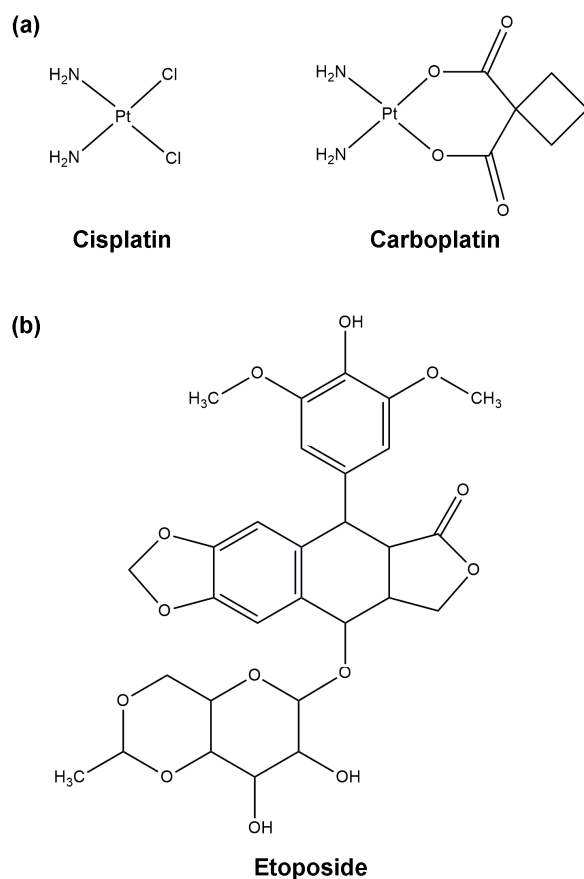 (a)
H₂N Cl
Pt
H₂N Cl
Cisplatin
O
H₂N O
Pt
H₂N O
O
Carboplatin
(b)
OH
H₃C O O CH₃
O
O O
O
O O
O
O
H₃C O OH
OH
Etoposide